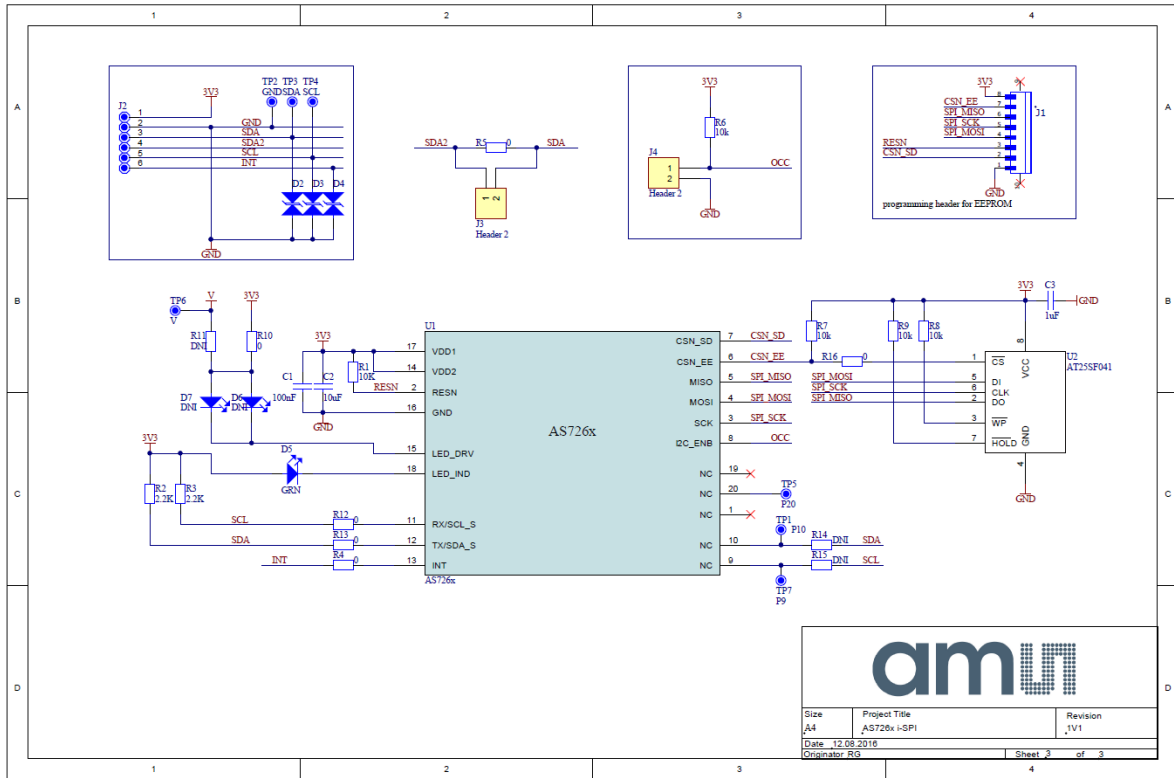 1 2 3 4
A A
B B
C C
D D
1 2 3 4
J2
1
2
3
4
5
6
3V3
GND
SDA
SDA2
SCL
INT
TP2 TP3 TP4
GND SDA SCL
D2 D3 D4
GND
SDA2 R5 0 SDA
1 2
J3
Header 2
3V3
R6
10k
J4
1
2
Header 2
OCC
GND
3V3
CSN_EE
SPI_MISO
SPI_SCK
SPI_MOSI
RESN
CSN_SD
8
7
6
5
4
3
2
1
J1
GND
programming header for EEPROM
TP6
V
V
3V3
R11
DNI
R10
0
D7
DNI
D6
DNI
3V3
C1
100nF
C2
10uF
R1
10K
RESN
GND
3V3
R2
2.2K
R3
2.2K
D5
GRN
SCL R12 0
SDA R13 0
INT R4 0
U1
17 VDD1
14 VDD2
2 RESN
16 GND
15 LED_DRV
18 LED_IND
11 RX/SCL_S
12 TX/SDA_S
13 INT
AS726x
AS726x
CSN_SD 7 CSN_SD
CSN_EE 6 CSN_EE
MISO 5 SPI_MISO
MOSI 4 SPI_MOSI
SCK 3 SPI_SCK
I2C_ENB 8 OCC
NC 19
NC 20
NC 1
NC 10
NC 9
TP5
P20
TP1
P10
R14 DNI SDA
R15 DNI SCL
TP7
P9
3V3
C3
1uF
GND
R7
10k
R9
10k
R8
10k
R16 0
SPI_MOSI
SPI_SCK
SPI_MISO
U2
AT25SF041
8
VCC
1 CS
5 DI
6 CLK
2 DO
3 WP
7 HOLD
GND
4
GND
am
Size
A4
Project Title
AS726x i-SPI
Revision
1V1
Date 12.08.2016
Originator RG
Sheet 3 of 3